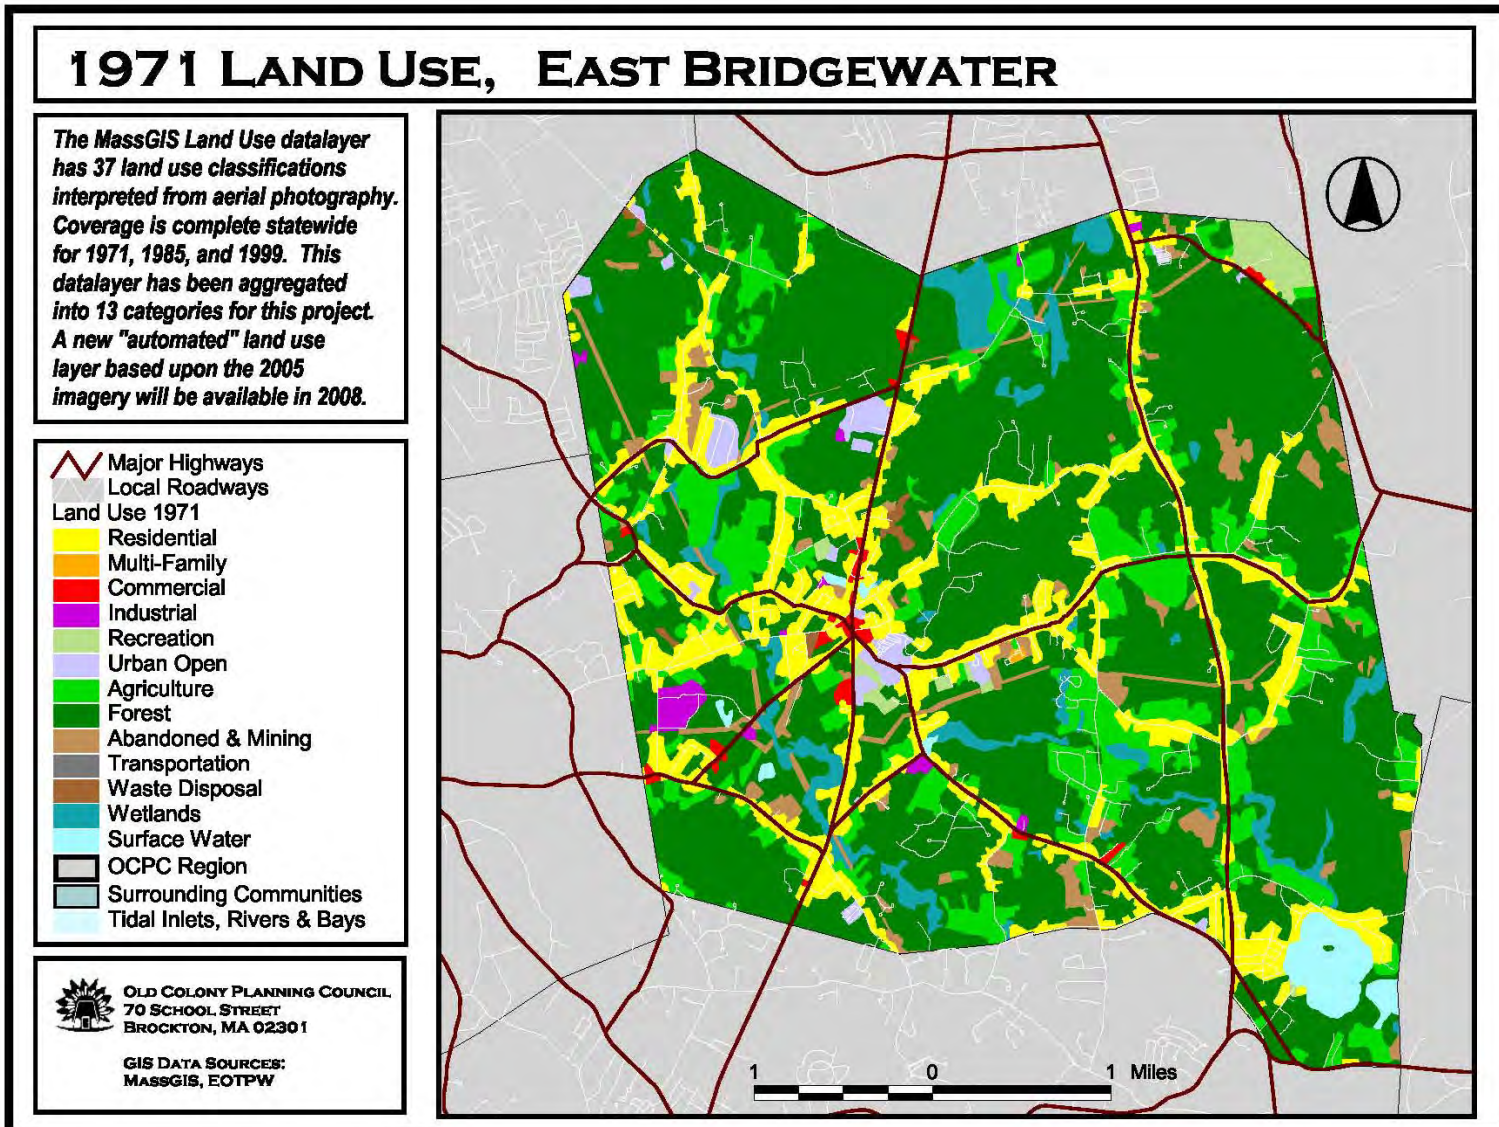 1971 LAND USE, EAST BRIDGEWATER
The MassGIS Land Use datalayer
has 37 land use classifications
interpreted from aerial photography.
Coverage is complete statewide
for 1971, 1985, and 1999. This
datalayer has been aggregated
into 13 categories for this project.
A new "automated" land use
layer based upon the 2005
imagery will be available in 2008.
Major Highways
Local Roadways
Land Use 1971
Residential
Multi-Family
Commercial
Industrial
Recreation
Urban Open
Agriculture
Forest
Abandoned & Mining
Transportation
Waste Disposal
Wetlands
Surface Water
OCPC Region
Surrounding Communities
Tidal Inlets, Rivers & Bays
OLD COLONY PLANNING COUNCIL
70 SCHOOL STREET
BROCKTON, MA 02301
GIS DATA SOURCES:
MASSGIS, EOTPW
1 0 1 Miles